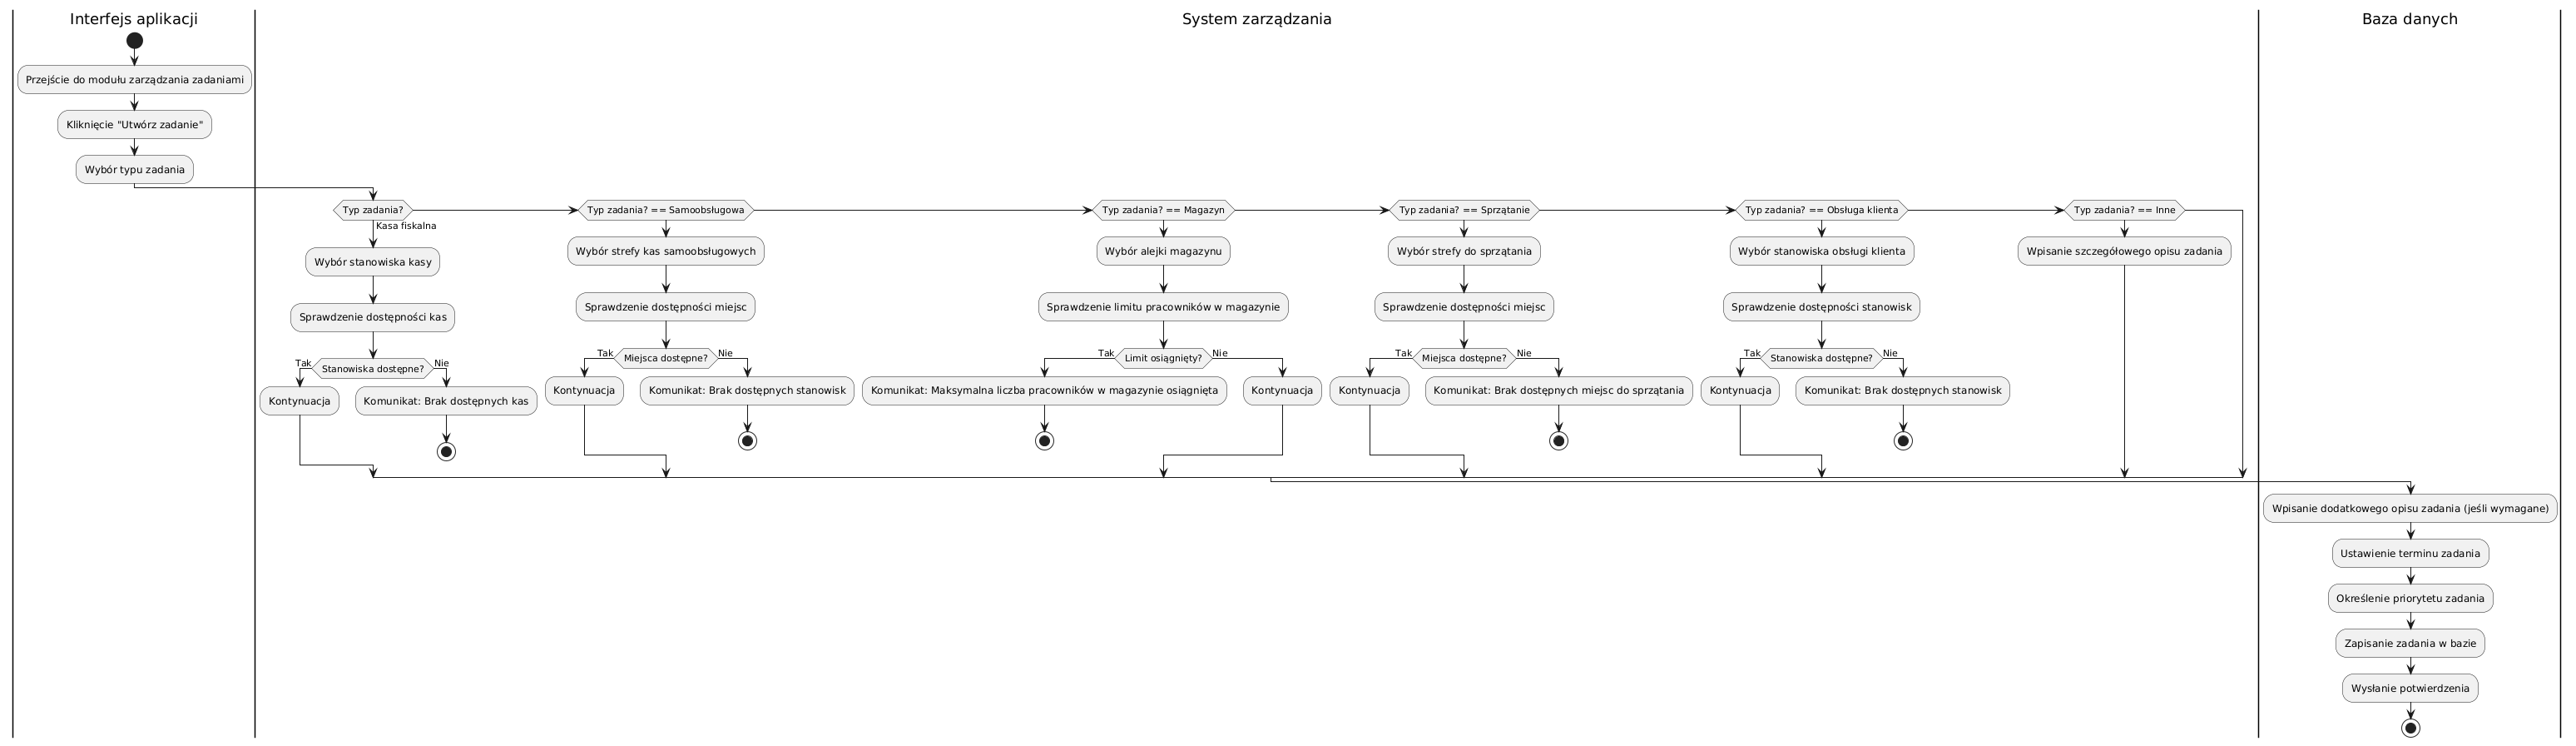 Interfejs aplikacji
System zarządzania
Baza danych
Przejście do modułu zarządzania zadaniami
Kliknięcie "Utwórz zadanie"
Wybór typu zadania
Typ zadania?
Kasa fiskalna
Wybór stanowiska kasy
Sprawdzenie dostępności kas
Stanowiska dostępne?
Tak
Nie
Kontynuacja
Komunikat: Brak dostępnych kas
Typ zadania? == Samoobsługowa
Wybór strefy kas samoobsługowych
Sprawdzenie dostępności miejsc
Miejsca dostępne?
Tak
Nie
Kontynuacja
Komunikat: Brak dostępnych stanowisk
Typ zadania? == Magazyn
Wybór alejki magazynu
Sprawdzenie limitu pracowników w magazynie
Limit osiągnięty?
Tak
Nie
Komunikat: Maksymalna liczba pracowników w magazynie osiągnięta
Kontynuacja
Typ zadania? == Sprzątanie
Wybór strefy do sprzątania
Sprawdzenie dostępności miejsc
Miejsca dostępne?
Tak
Nie
Kontynuacja
Komunikat: Brak dostępnych miejsc do sprzątania
Typ zadania? == Obsługa klienta
Wybór stanowiska obsługi klienta
Sprawdzenie dostępności stanowisk
Stanowiska dostępne?
Tak
Nie
Kontynuacja
Komunikat: Brak dostępnych stanowisk
Typ zadania? == Inne
Wpisanie szczegółowego opisu zadania
Wpisanie dodatkowego opisu zadania (jeśli wymagane)
Ustawienie terminu zadania
Określenie priorytetu zadania
Zapisanie zadania w bazie
Wysłanie potwierdzenia